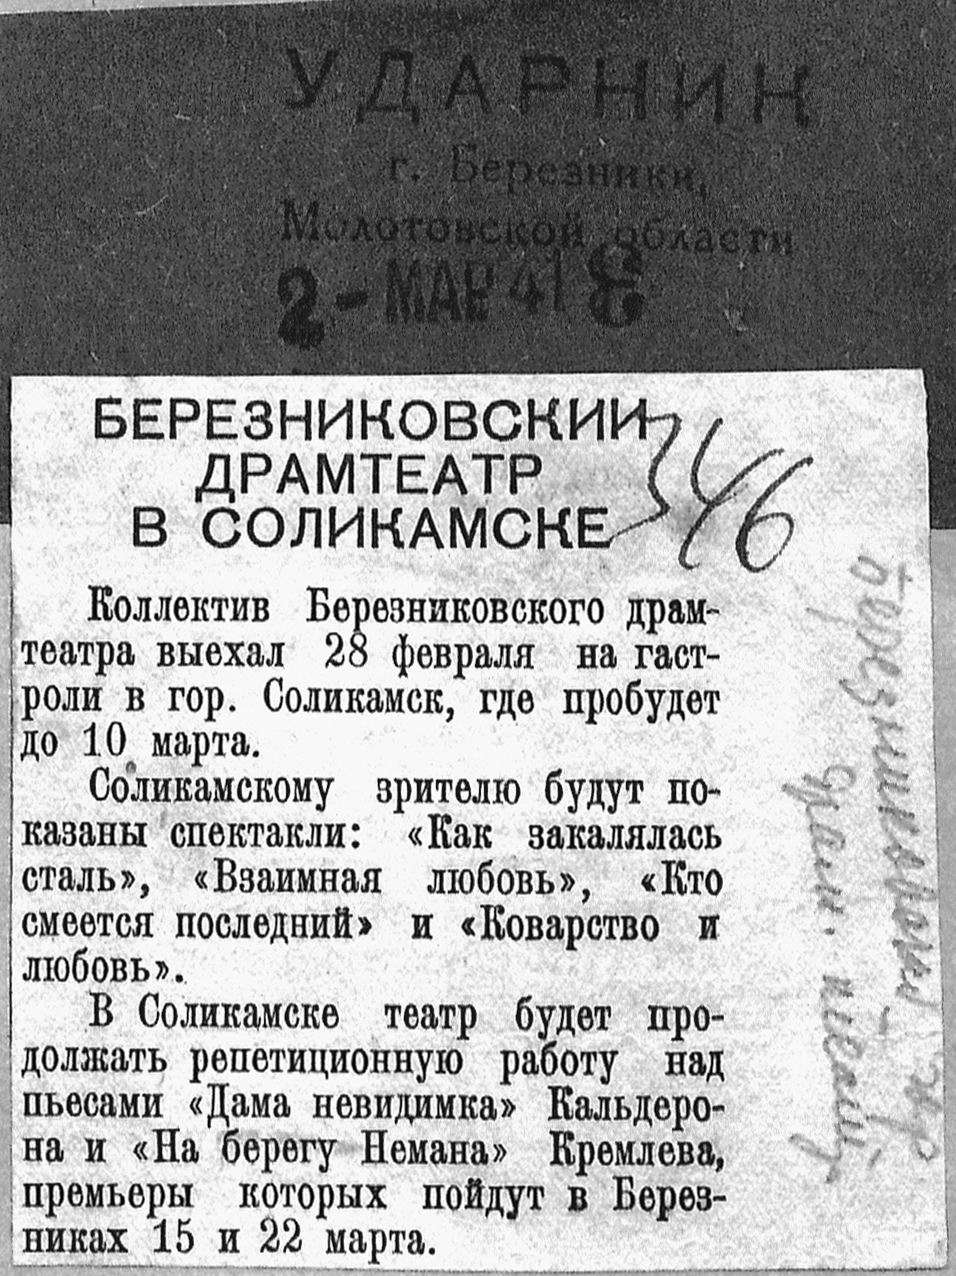 УДАРНИК
г. Березники,
Молотовской области
2 - МАР 41 Е
БЕРЕЗНИКОВСКИЙ
ДРАМТЕАТР
В СОЛИКАМСКЕ
346
Коллектив Березниковского драм-
театра выехал 28 февраля на гаст-
роли в гор. Соликамск, где пробудет
до 10 марта.
Соликамскому зрителю будут по-
казаны спектакли: «Как закалялась
сталь», «Взаимная любовь», «Кто
смеется последний» и «Коварство и
любовь».
В Соликамске театр будет про-
должать репетиционную работу над
пьесами «Дама невидимка» Кальдеро-
на и «На берегу Немана» Кремлева,
премьеры которых пойдут в Берез-
никах 15 и 22 марта.
драм. театр